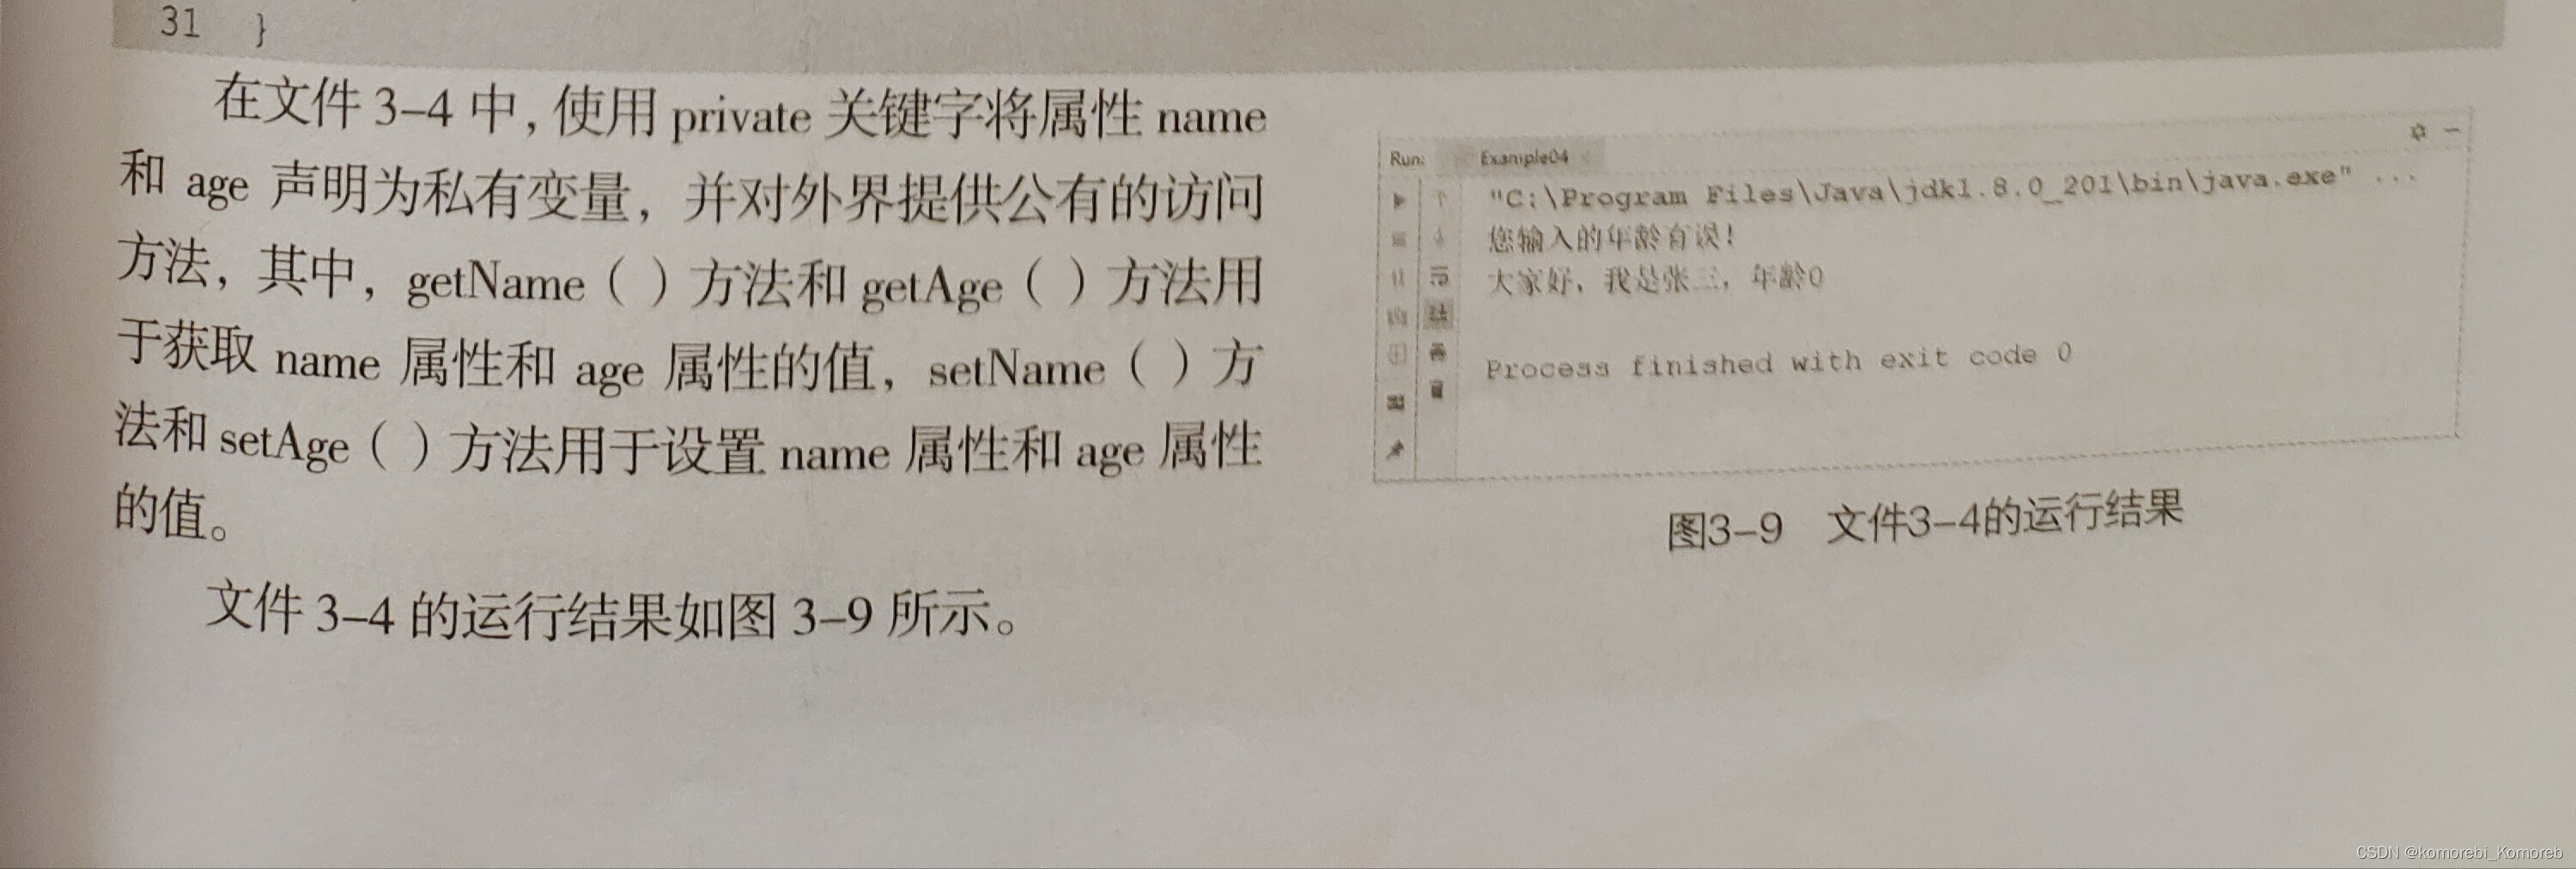 31 }
在文件 3-4 中，使用 private 关键字将属性 name
和 age 声明为私有变量，并对外界提供公有的访问
方法，其中，getName（ ）方法和 getAge（ ）方法用
于获取 name 属性和 age 属性的值，setName（ ）方
法和 setAge（ ）方法用于设置 name 属性和 age 属性
的值。
文件 3-4 的运行结果如图 3-9 所示。
Run: Example04
"C:\Program Files\Java\jdk1.8.0_201\bin\java.exe" ...
您输入的年龄有误！
大家好，我是张三，年龄0
Process finished with exit code 0
图3-9 文件3-4的运行结果
CSDN @komorebi_Komoreb